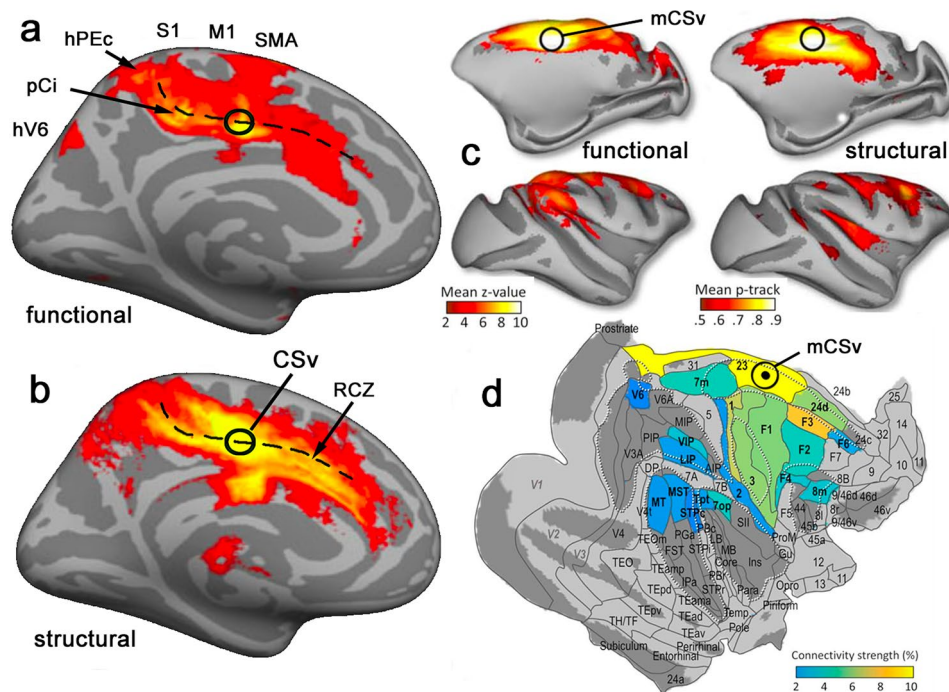 a
S1 M1 SMA
hPEc
pCi
hV6
functional
b
CSv
RCZ
structural
mCSv
c
functional structural
Mean z-value
2 4 6 8 10
Mean p-track
.5 .6 .7 .8 .9
d
mCSv
Prostriate
31
23
7m
24b
25
V6
V6A
1
24d
14
MIP
5
F1
F3
24c
32
PIP
VIP
F6
V3A
LIP
F2
F7
9
10
11
DP
7A
AIP
3
V1
7B
2
F4
8B
MT
MST
Tpt
7op
8m
9/46d
46d
V4t
STPc
SII
F5
44
8r
46v
V2
V4
TEOm
PGa
PBc
ProM
45b
8l
9/46v
V3
FST
STPi
LB
MB
Gu
45a
TEO
TEamp
Core
Ins
12
IPa
PBr
TEpd
STPr
Para
Opro
13
11
TEama
Piriform
TEpv
TEad
Temp.
Pole
TH/TF
TEav
Subiculum
Perirhinal
Entorhinal
24a
Connectivity strength (%)
2 4 6 8 10